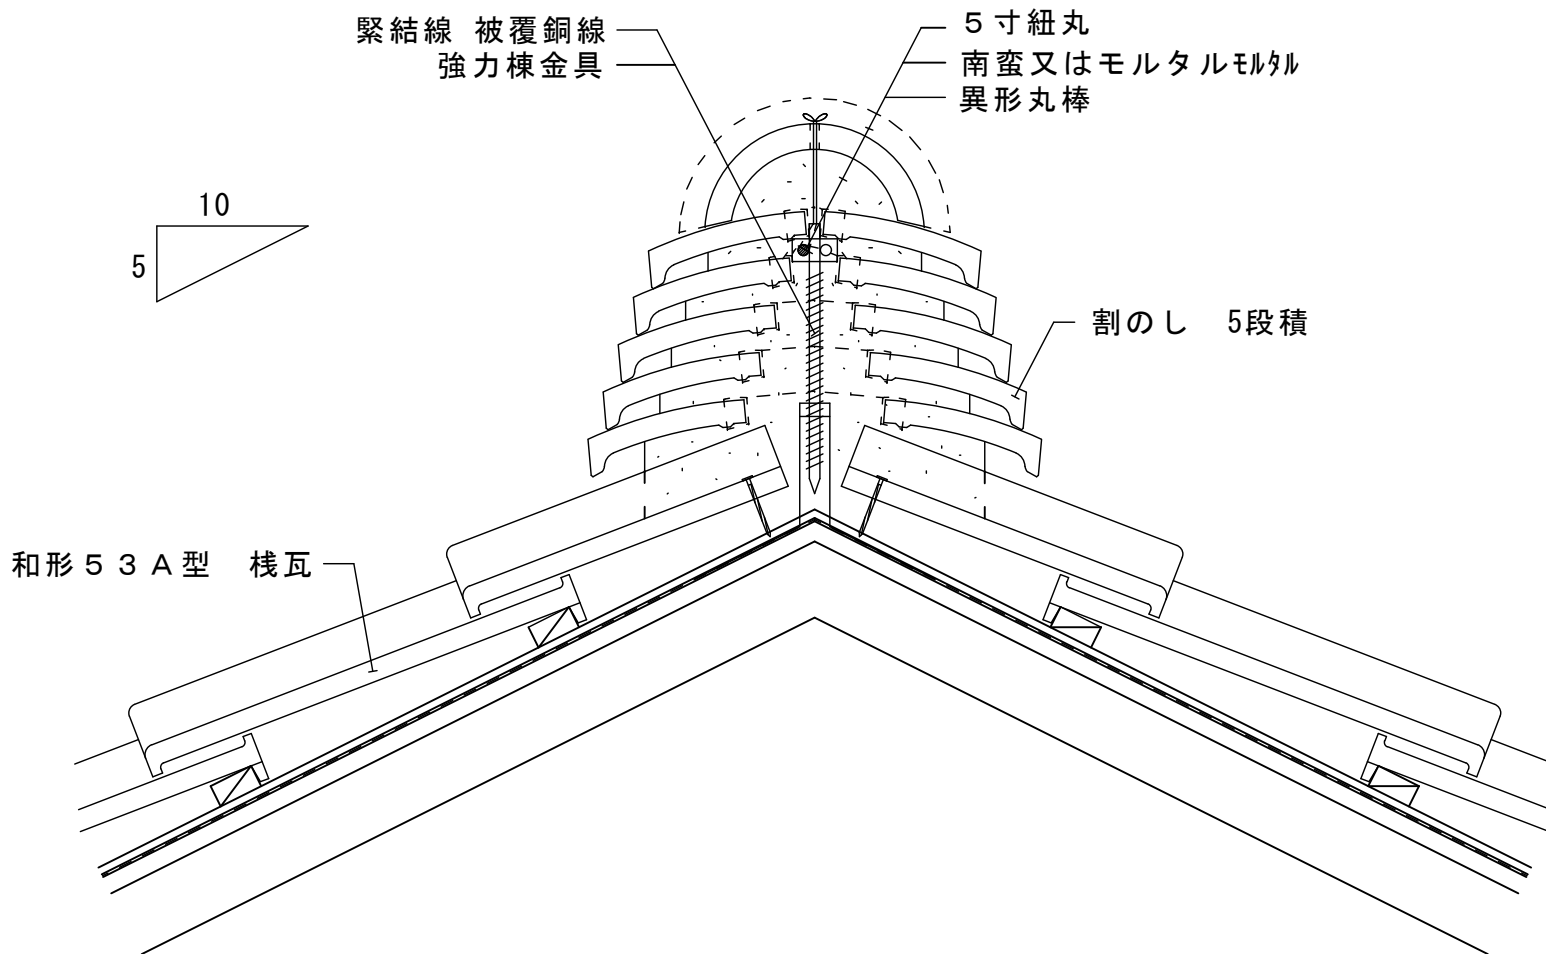 緊結線 被覆銅線
強力棟金具
５寸紐丸
南蛮又はモルタルﾓﾙﾀﾙ
異形丸棒
10
5
割のし　5段積
和形５３Ａ型　桟瓦